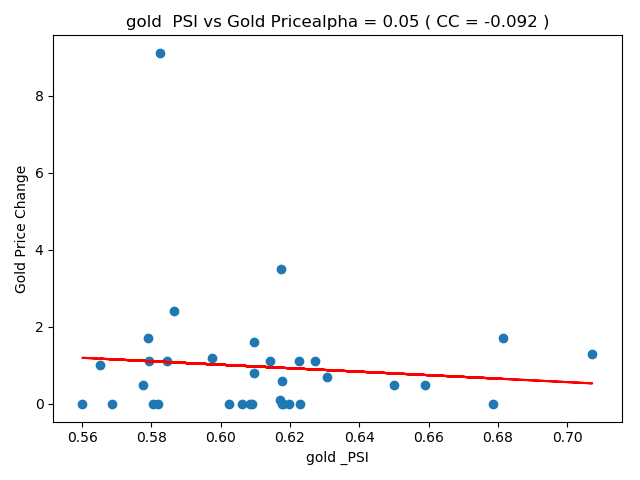 gold  PSI vs Gold Pricealpha = 0.05 ( CC = -0.092 )
Gold Price Change
8
6
4
2
0
0.56 0.58 0.60 0.62 0.64 0.66 0.68 0.70
gold _PSI